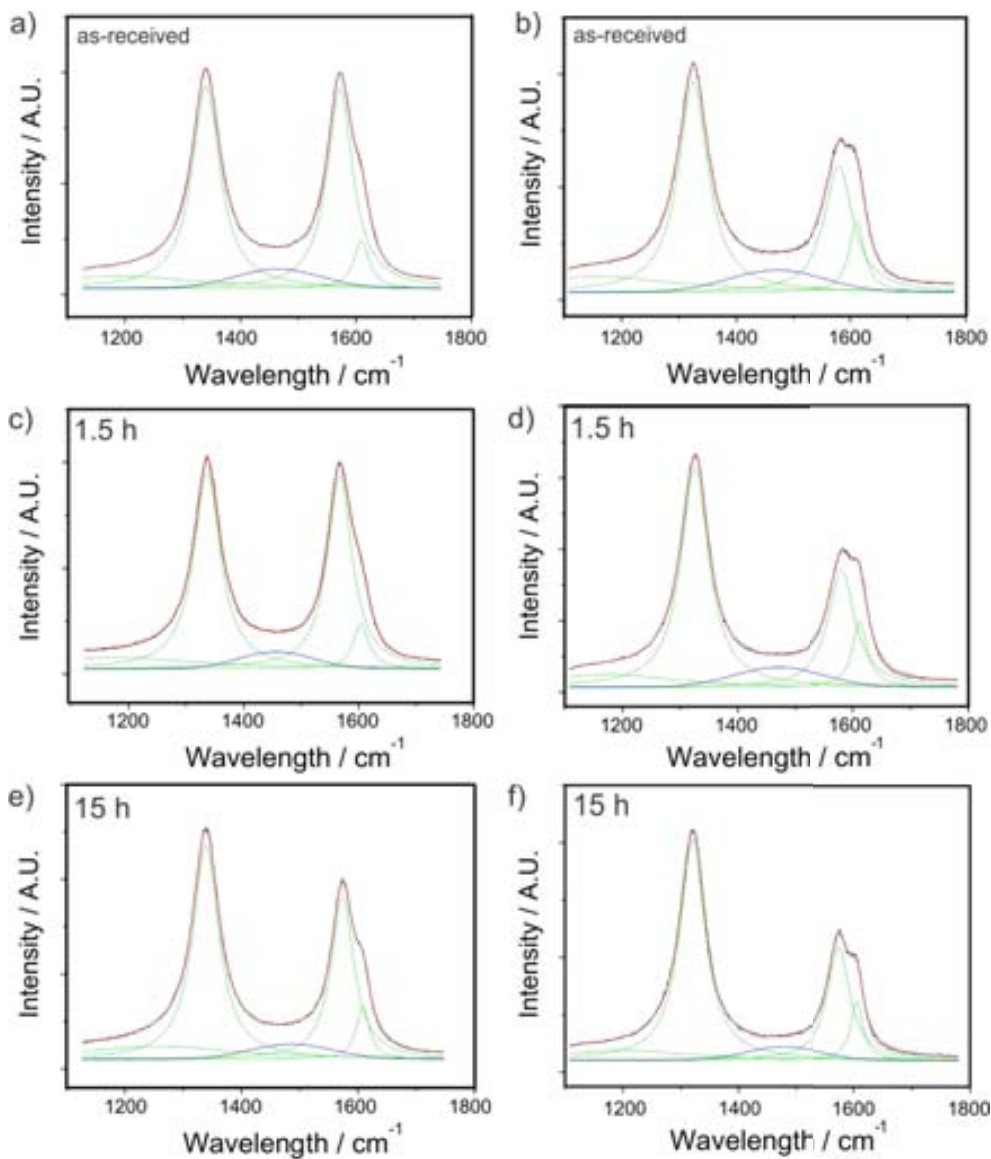 a)
as-received
Intensity / A.U.
1200 1400 1600 1800
Wavelength / cm⁻¹
b)
as-received
Intensity / A.U.
1200 1400 1600 1800
Wavelength / cm⁻¹
c)
1.5 h
Intensity / A.U.
1200 1400 1600 1800
Wavelength / cm⁻¹
d)
1.5 h
Intensity / A.U.
1200 1400 1600 1800
Wavelength / cm⁻¹
e)
15 h
Intensity / A.U.
1200 1400 1600 1800
Wavelength / cm⁻¹
f)
15 h
Intensity / A.U.
1200 1400 1600 1800
Wavelength / cm⁻¹